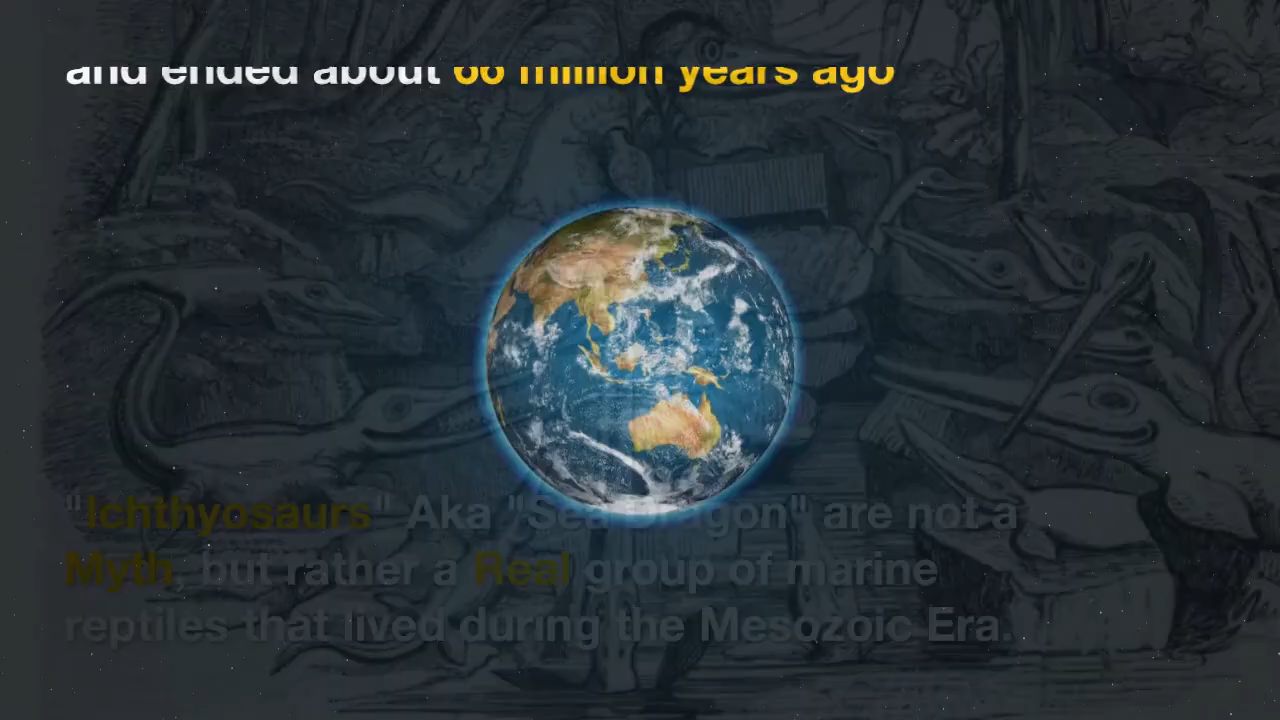 and ended about 66 million years ago
"Ichthyosaurs" Aka "Sea Dragon" are not a
Myth, but rather a Real group of marine
reptiles that lived during the Mesozoic Era.